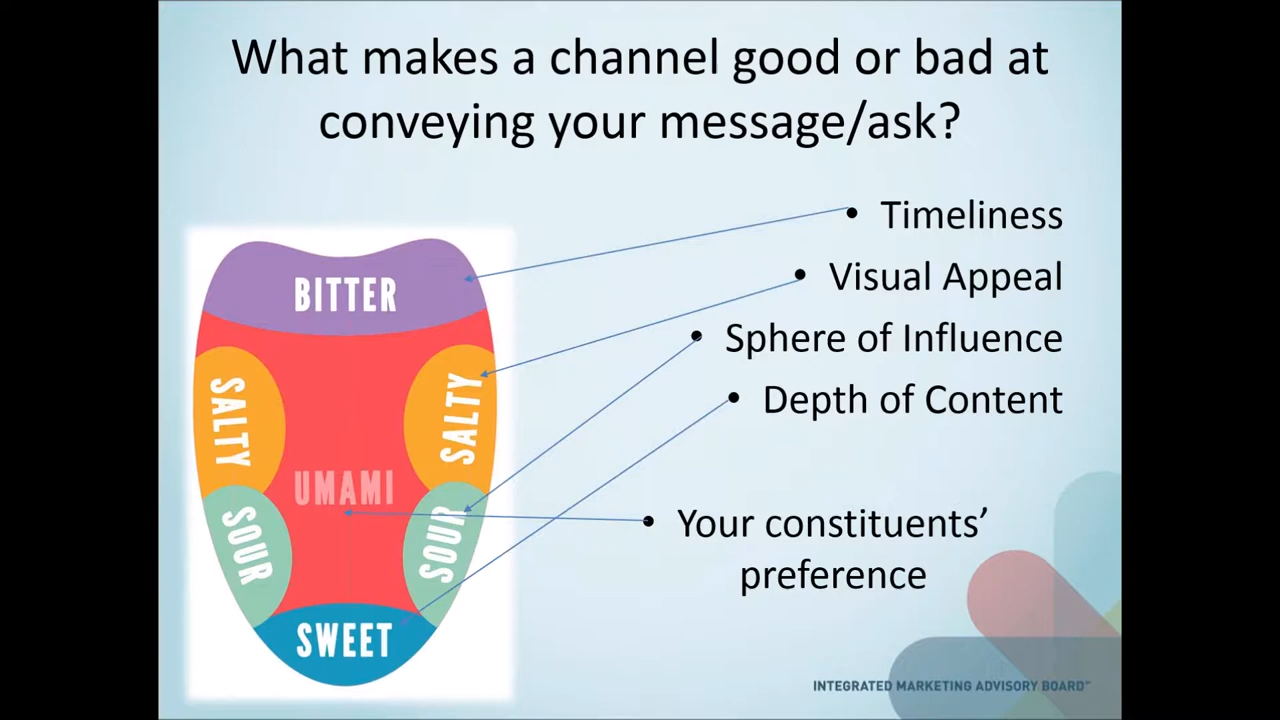 What makes a channel good or bad at
conveying your message/ask?
• Timeliness
• Visual Appeal
• Sphere of Influence
• Depth of Content
• Your constituents’
preference
BITTER
SALTY
SALTY
UMAMI
SOUR
SOUR
SWEET
INTEGRATED MARKETING ADVISORY BOARD™